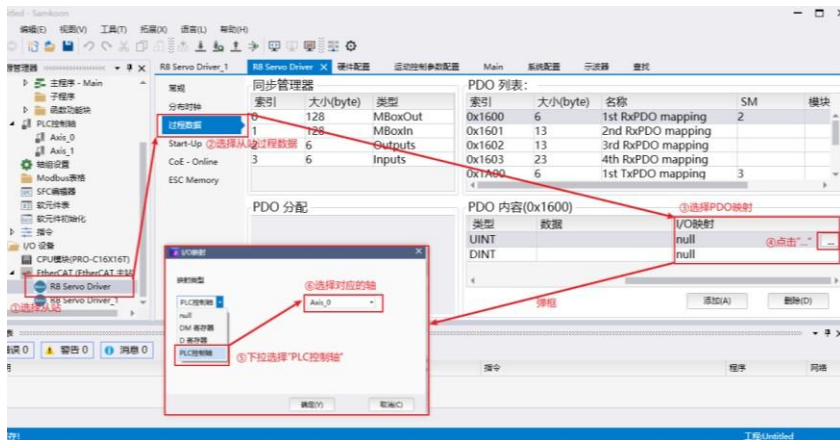 Untitled - Samkoon
编辑(E) 视图(V) 工具(T) 拓展(X) 语言(L) 帮助(H)
R8 Servo Driver_1 R8 Servo Driver 硬件配置 运动控制参数配置 Main 系统配置 示波器 查找
主程序 - Main
子程序
函数功能块
PLC控制轴
Axis_0
Axis_1
轴组设置
Modbus表格
SFC编辑器
软元件表
软元件初始化
指令
I/O 设备
CPU模块(PRO-C16X16T)
EtherCAT (EtherCAT 主站
R8 Servo Driver
R8 Servo Driver_1
①选择从站
常规
分布时钟
过程数据
Start-Up
②选择从站过程数据
CoE - Online
ESC Memory
同步管理器
索引 大小(byte) 类型
0 128 MBoxOut
1 128 MBoxIn
2 6 Outputs
3 6 Inputs
PDO 列表:
索引 大小(byte) 名称 SM 模块
0x1600 6 1st RxPDO mapping 2
0x1601 13 2nd RxPDO mapping
0x1602 13 3rd RxPDO mapping
0x1603 23 4th RxPDO mapping
0x1A00 6 1st TxPDO mapping 3
PDO 分配
PDO 内容(0x1600)
③选择PDO映射
类型 数据 I/O映射
UINT null ④点击“...” ...
DINT null
添加(A) 删除(D)
弹框
I/O映射
映射类型
⑥选择对应的轴
PLC控制轴 Axis_0
null
DM 寄存器
D 寄存器
PLC控制轴
⑤下拉选择“PLC控制轴”
确定(Y) 取消(C)
错误 0 警告 0 消息 0
指令 程序 网络
工程:Untitled